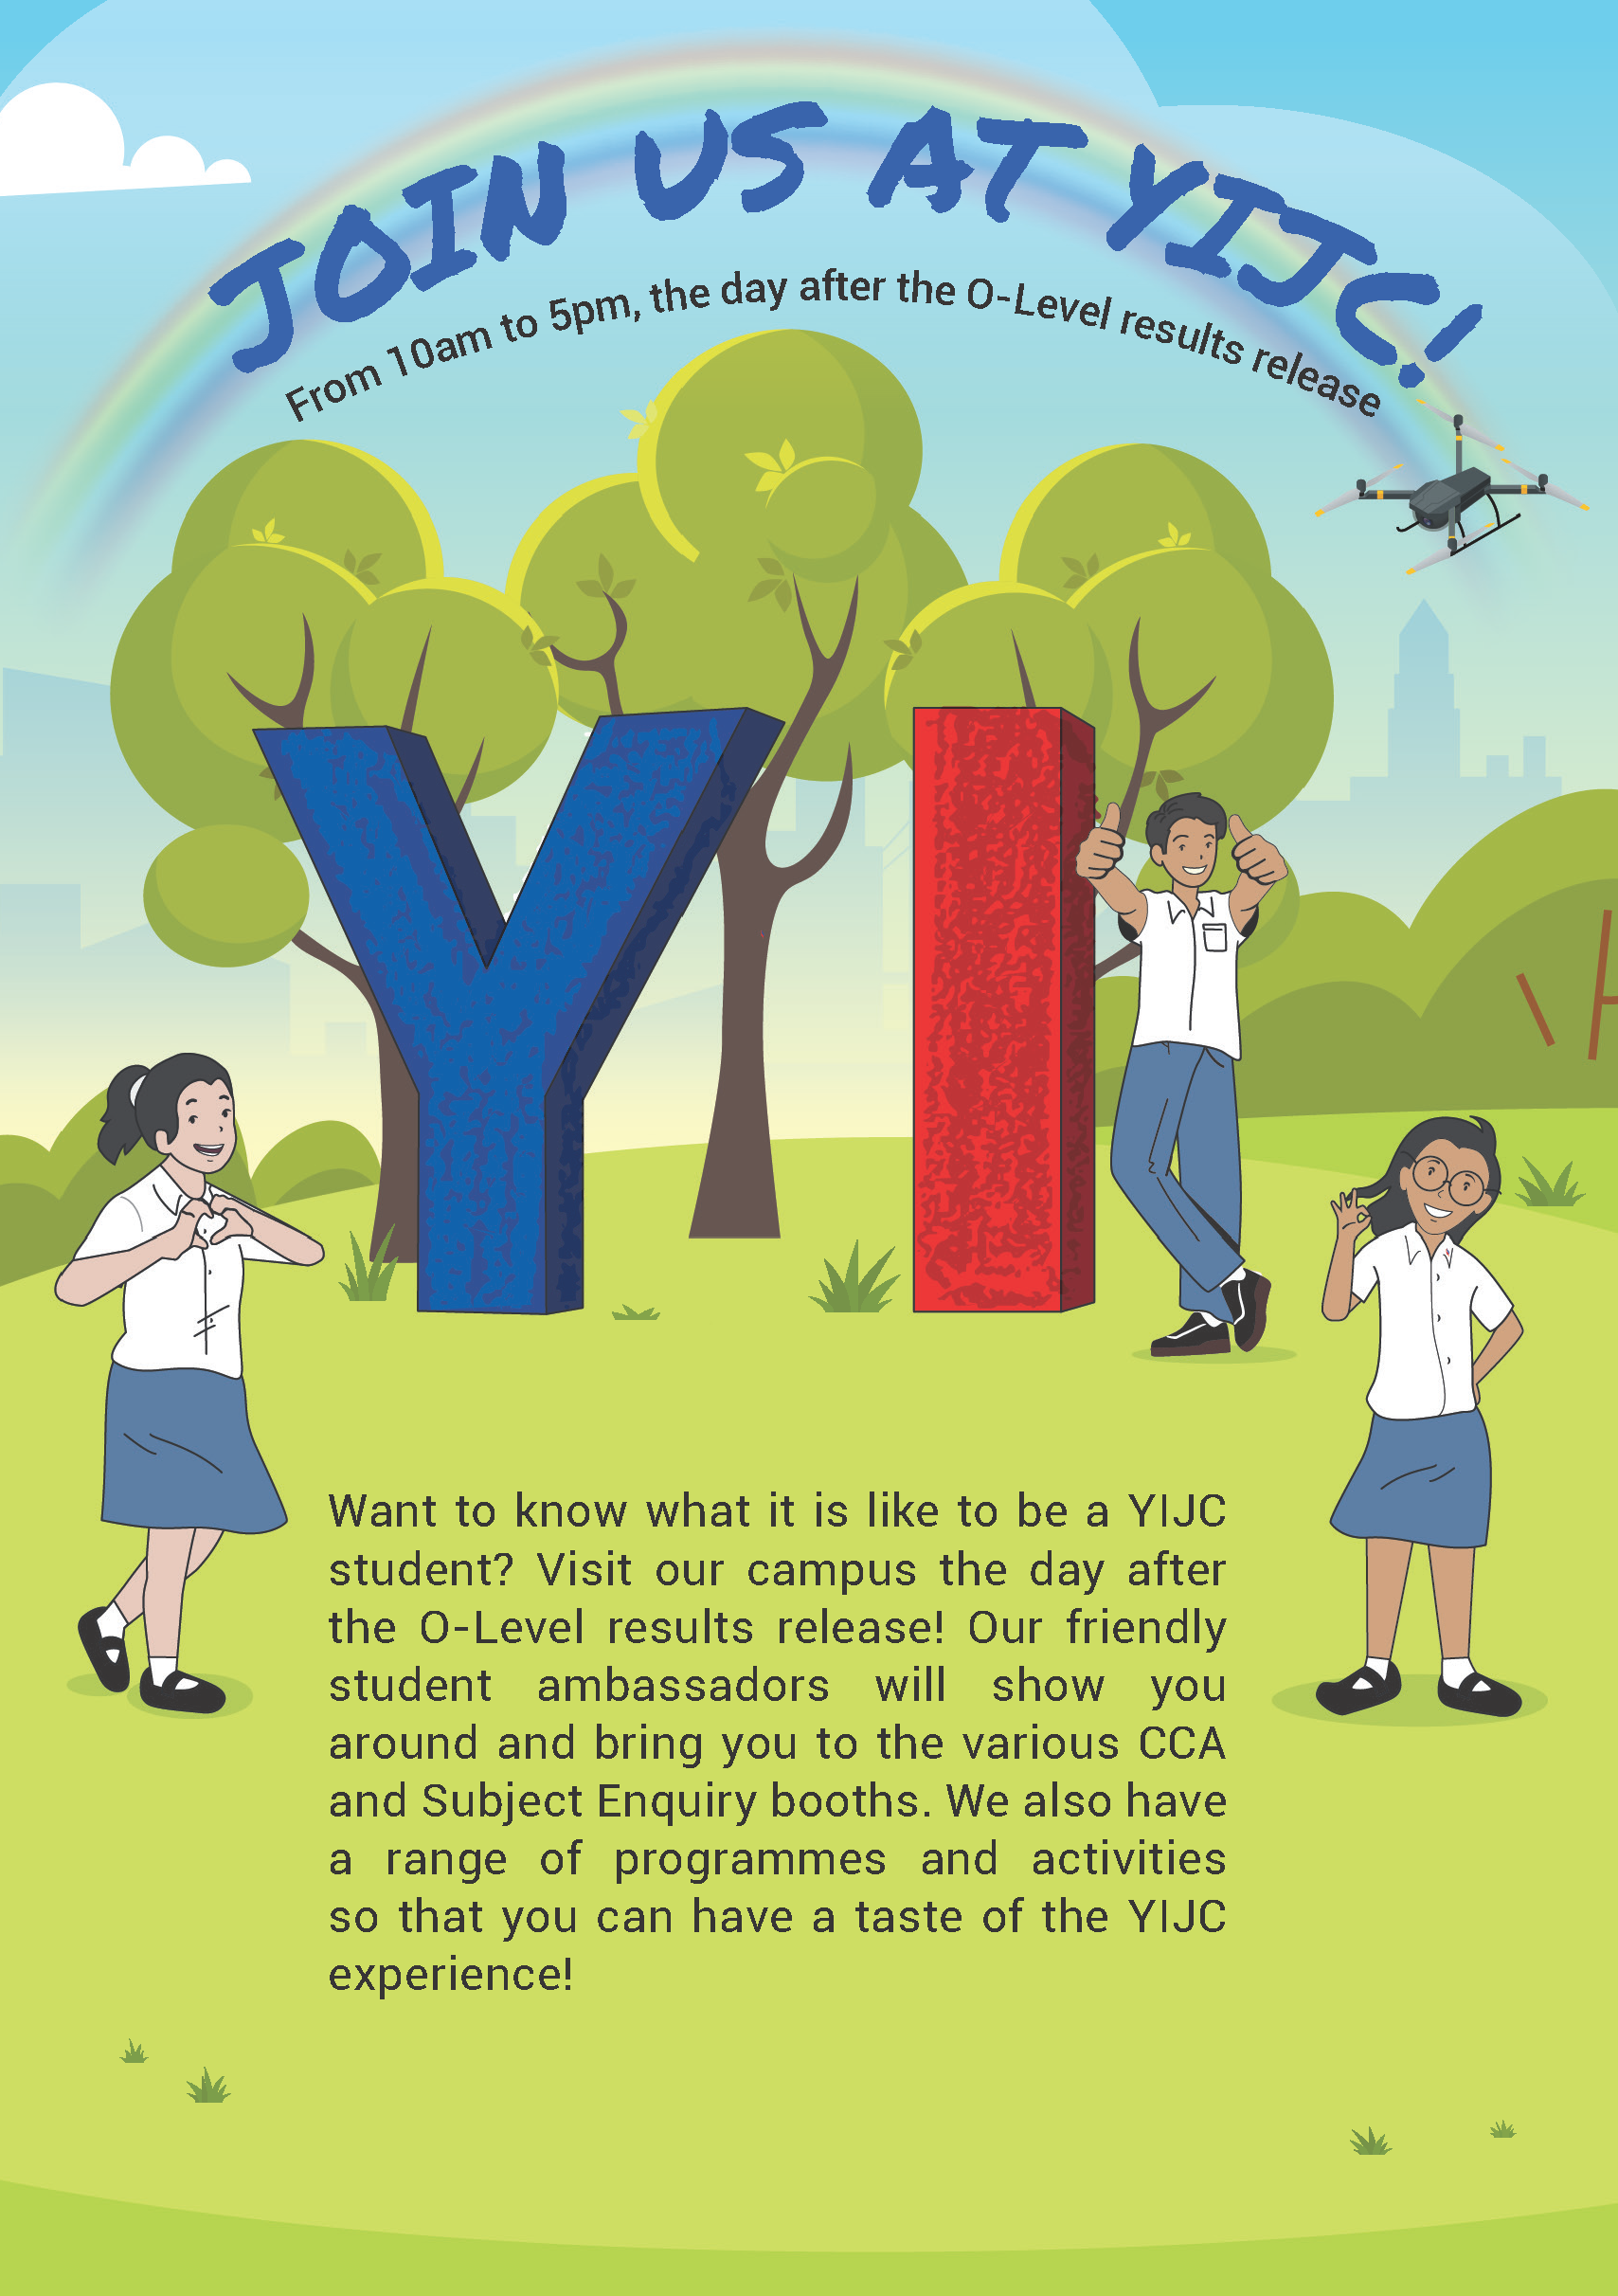 JOIN US AT YIJC!
From 10am to 5pm, the day after the O-Level results release
YI
Want to know what it is like to be a YIJC
student? Visit our campus the day after
the O-Level results release! Our friendly
student ambassadors will show you
around and bring you to the various CCA
and Subject Enquiry booths. We also have
a range of programmes and activities
so that you can have a taste of the YIJC
experience!